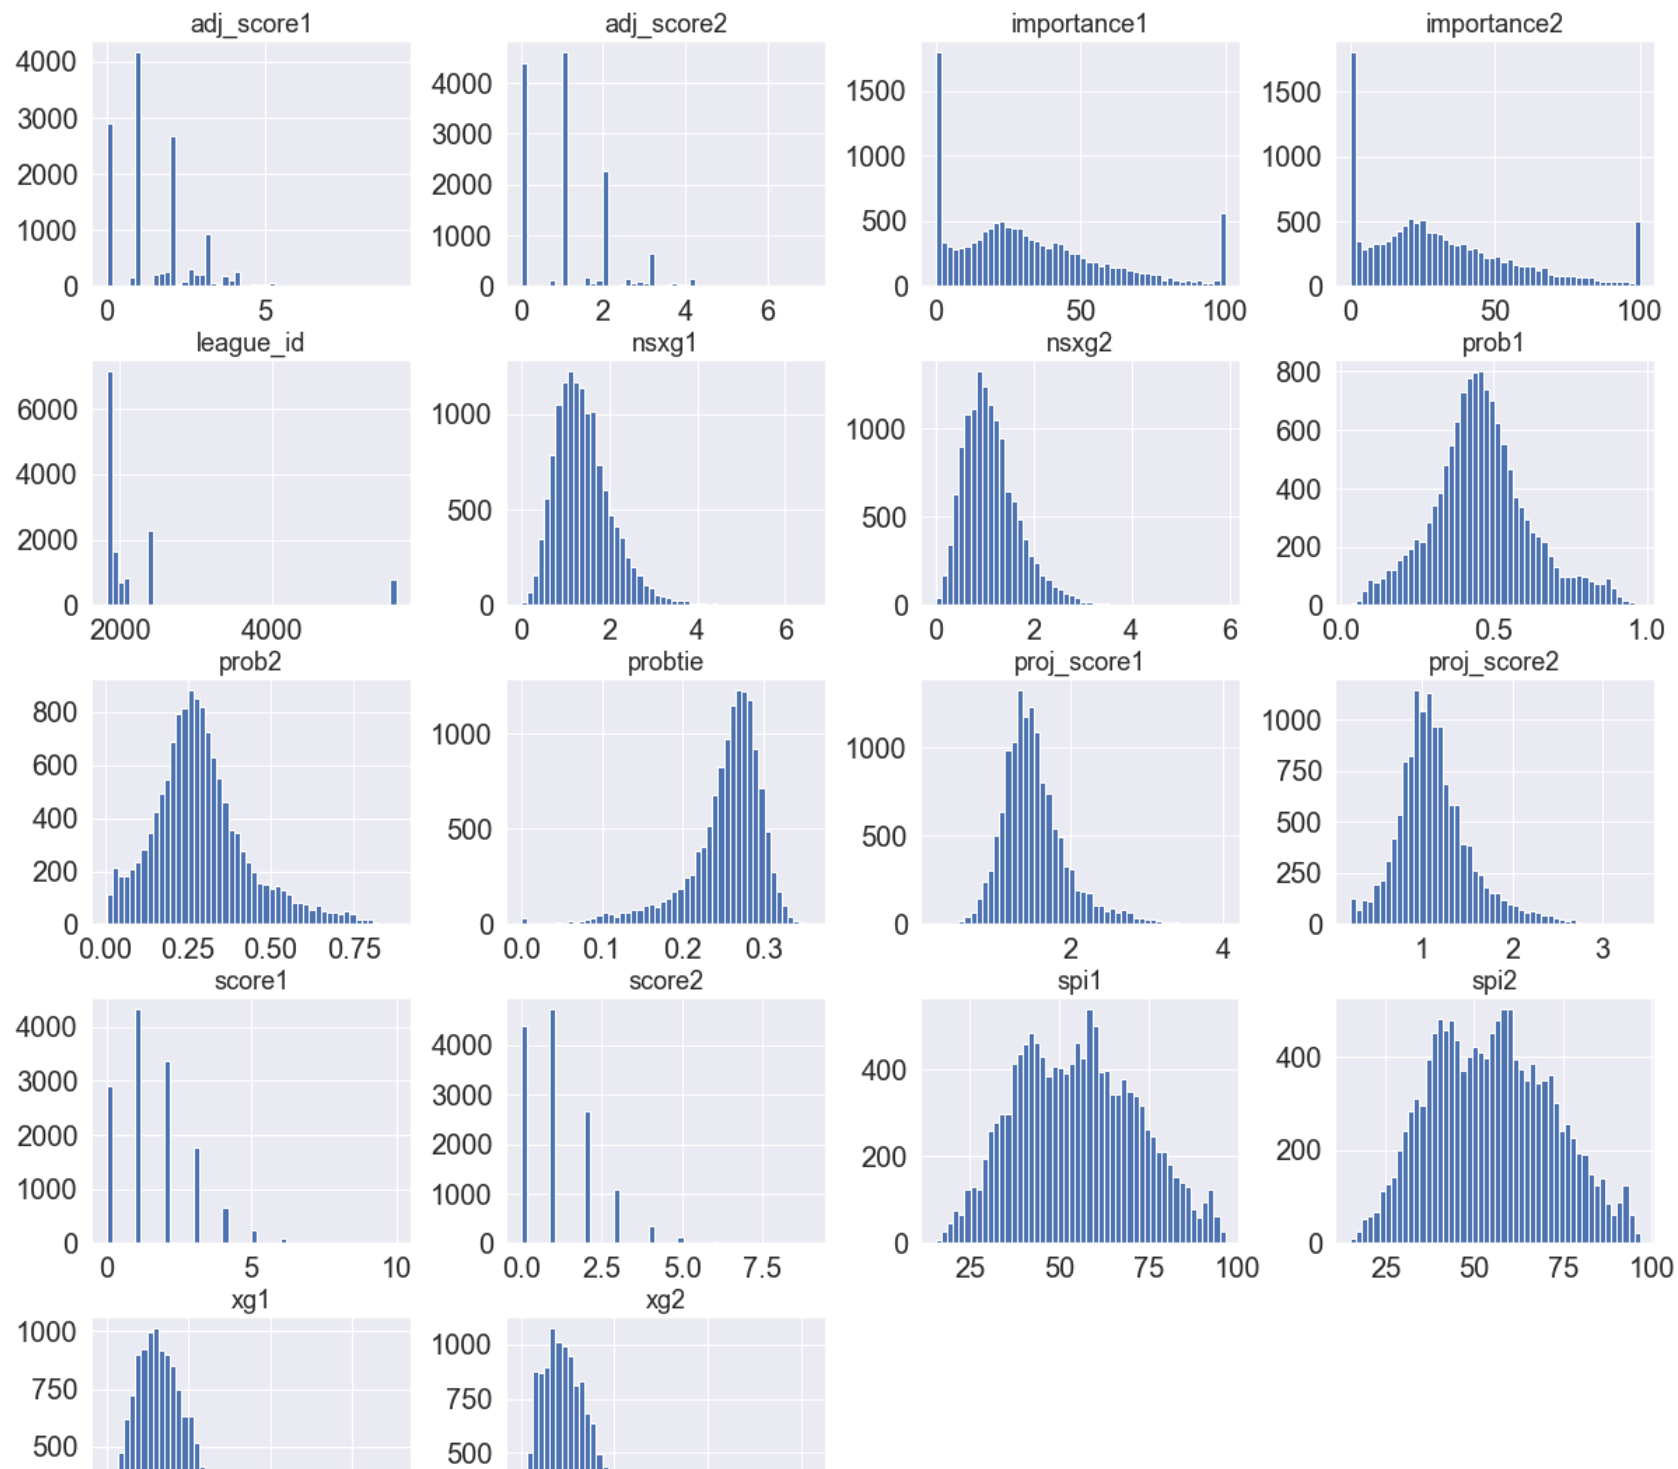 adj_score1 adj_score2 importance1 importance2
4000 4000 1500 1500
3000 3000 1000 1000
2000 2000 500 500
1000 1000 0 0
0 0
0 5 0 2 4 6 0 50 100 0 50 100
league_id nsxg1 nsxg2 prob1
6000 1000 1000 800
4000 500 500 600
2000 0 0 400
0 200
0
2000 4000 0 2 4 6 0 2 4 6 0.0 0.5 1.0
prob2 probtie proj_score1 proj_score2
800 1000 1000 1000
600 500 500 750
400 0 0 500
200 250
0 0
0.00 0.25 0.50 0.75 0.0 0.1 0.2 0.3 2 4 1 2 3
score1 score2 spi1 spi2
4000 4000 400 400
3000 3000 200 200
2000 2000 0 0
1000 1000
0 0
0 5 10 0.0 2.5 5.0 7.5 25 50 75 100 25 50 75 100
xg1 xg2
1000 1000
750 750
500 500